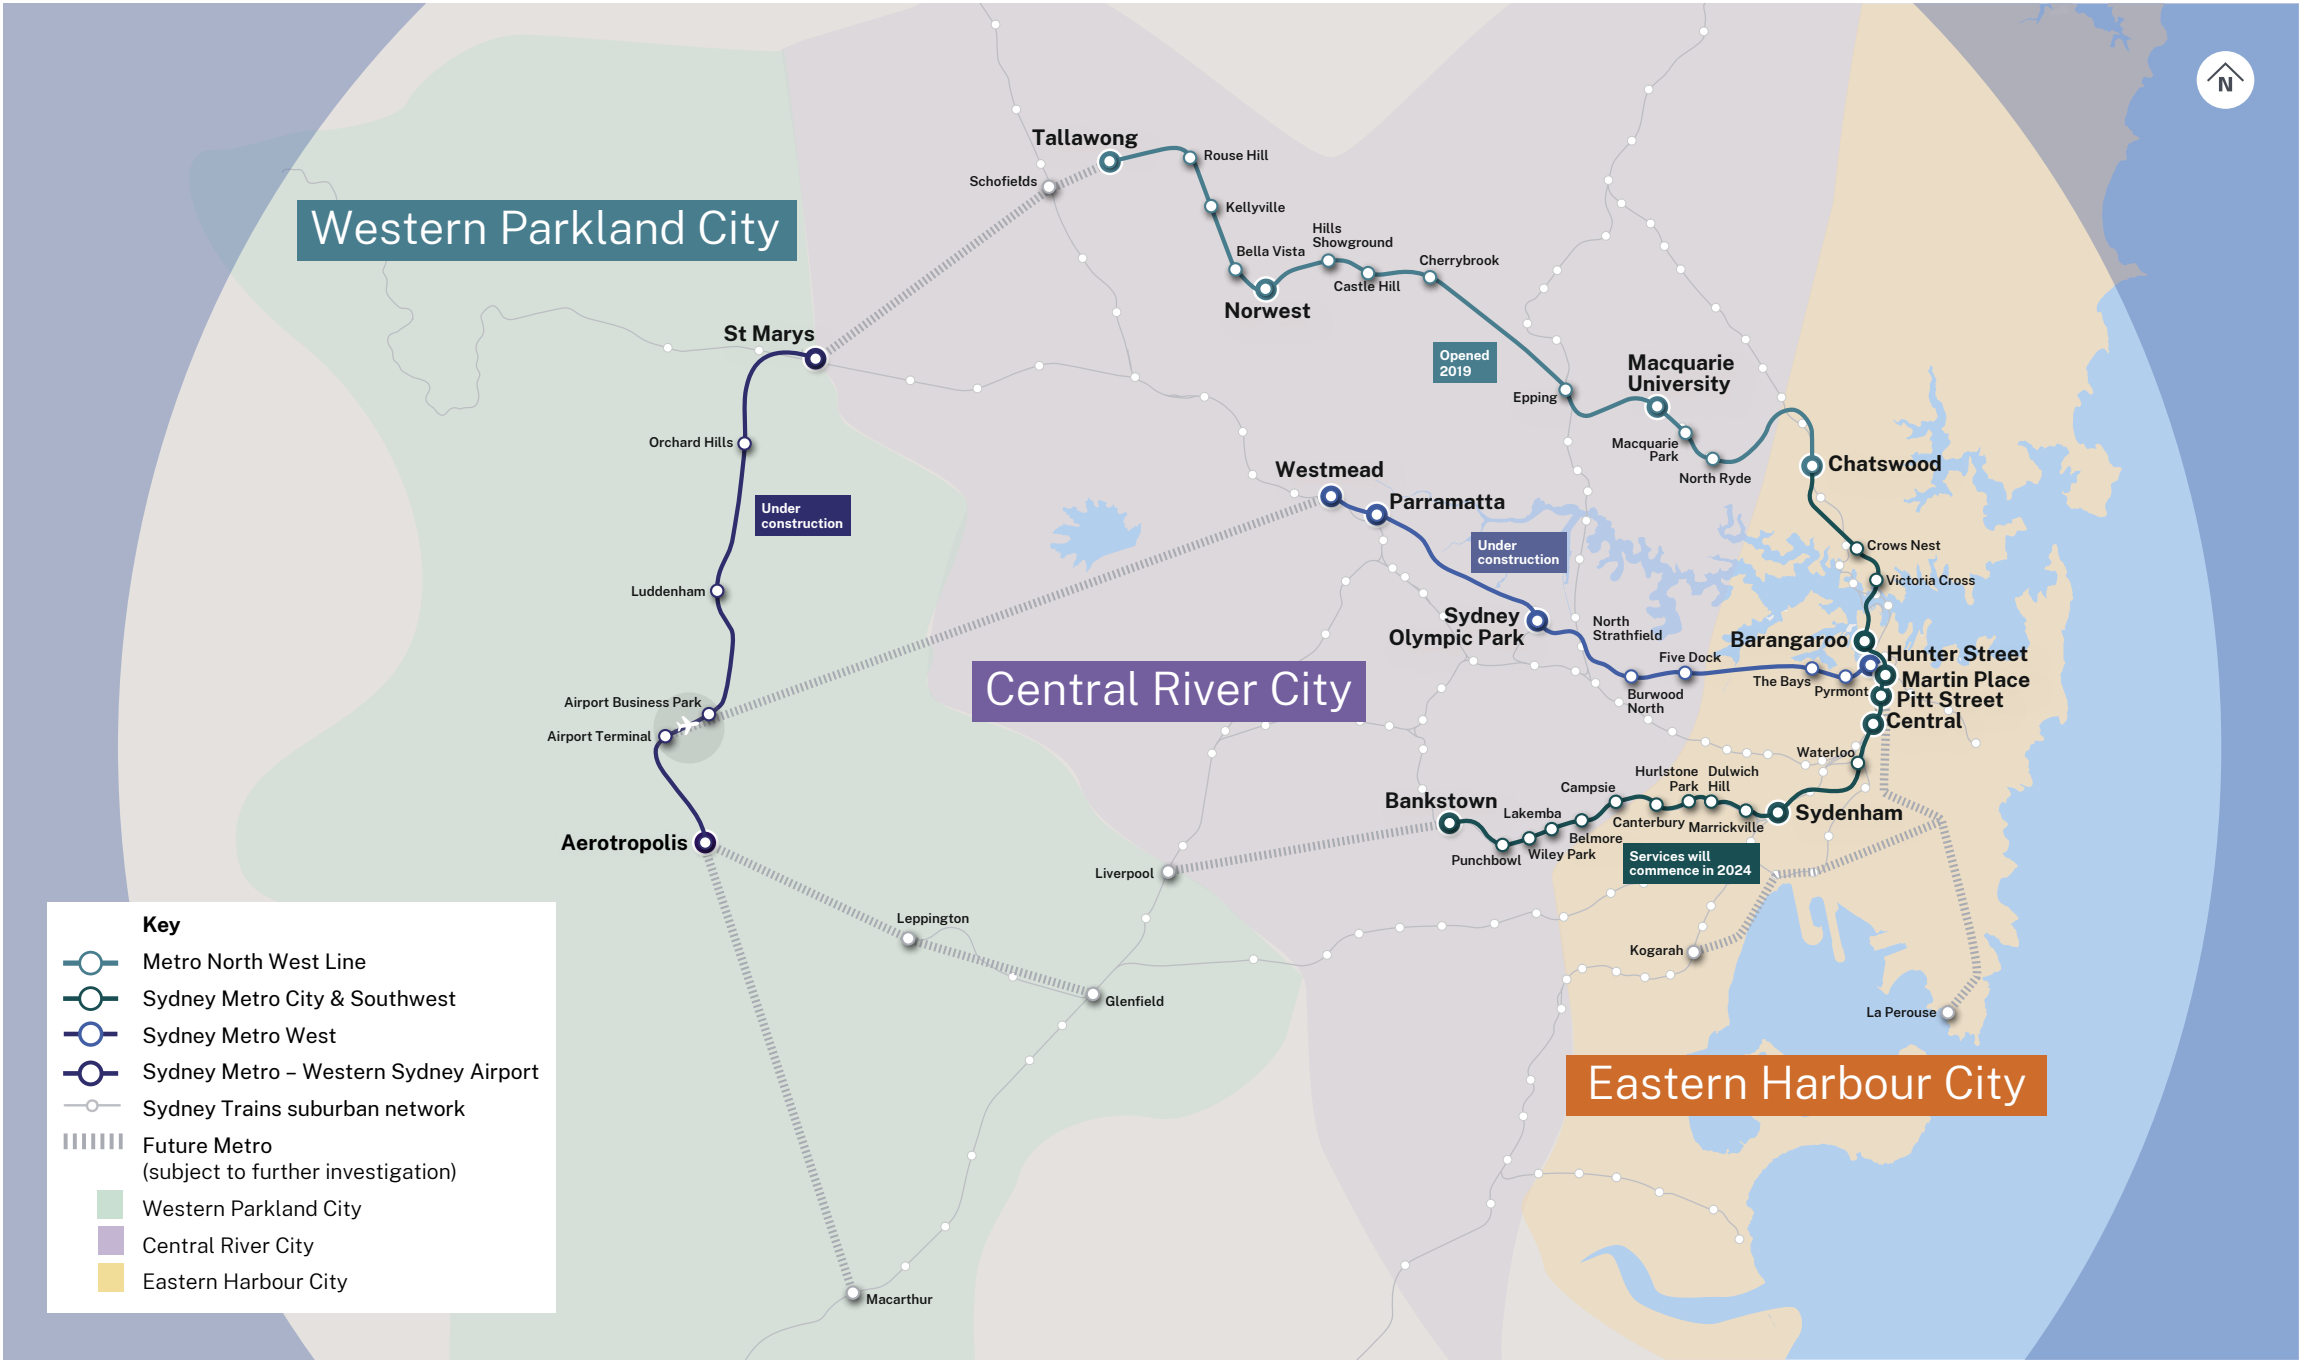 N
Tallawong
Rouse Hill
Schofields
Kellyville
Western Parkland City
Hills
Showground
Bella Vista
Cherrybrook
Castle Hill
Norwest
St Marys
Opened
2019
Macquarie
University
Epping
Orchard Hills
Macquarie
Park
North Ryde
Chatswood
Westmead
Parramatta
Under
construction
Under
construction
Crows Nest
Victoria Cross
Luddenham
Sydney
Olympic Park
North
Strathfield
Barangaroo
Hunter Street
Five Dock
Martin Place
The Bays
Pyrmont
Pitt Street
Central River City
Burwood
North
Airport Business Park
Central
Airport Terminal
Waterloo
Hurlstone
Park
Dulwich
Hill
Campsie
Bankstown
Lakemba
Canterbury
Marrickville
Sydenham
Belmore
Wiley Park
Punchbowl
Aerotropolis
Services will
commence in 2024
Liverpool
Leppington
Kogarah
Glenfield
La Perouse
Eastern Harbour City
Macarthur
Key
Metro North West Line
Sydney Metro City & Southwest
Sydney Metro West
Sydney Metro – Western Sydney Airport
Sydney Trains suburban network
Future Metro
(subject to further investigation)
Western Parkland City
Central River City
Eastern Harbour City